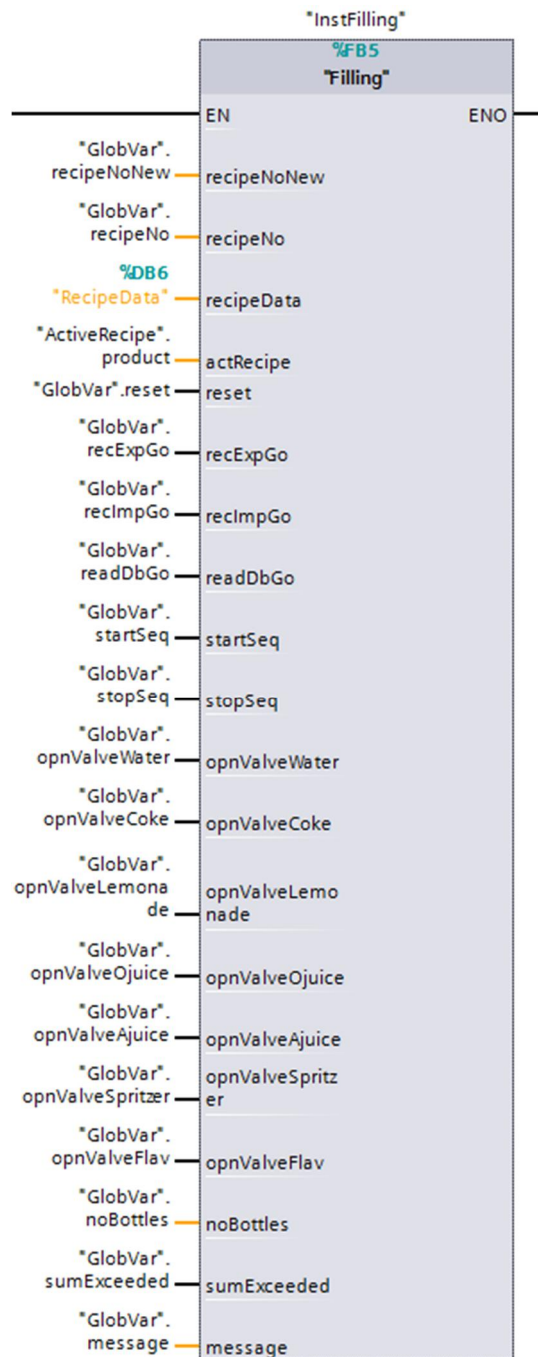 "InstFilling"
%FB5
"Filling"
EN ENO
"GlobVar".
recipeNoNew recipeNoNew
"GlobVar".
recipeNo recipeNo
%DB6
"RecipeData" recipeData
"ActiveRecipe".
product actRecipe
"GlobVar".reset reset
"GlobVar".
recExpGo recExpGo
"GlobVar".
recImpGo recImpGo
"GlobVar".
readDbGo readDbGo
"GlobVar".
startSeq startSeq
"GlobVar".
stopSeq stopSeq
"GlobVar".
opnValveWater opnValveWater
"GlobVar".
opnValveCoke opnValveCoke
"GlobVar".
opnValveLemona opnValveLemo
de nade
"GlobVar".
opnValveOjuice opnValveOjuice
"GlobVar".
opnValveAjuice opnValveAjuice
"GlobVar". opnValveSpritz
opnValveSpritzer er
"GlobVar".
opnValveFlav opnValveFlav
"GlobVar".
noBottles noBottles
"GlobVar".
sumExceeded sumExceeded
"GlobVar".
message message